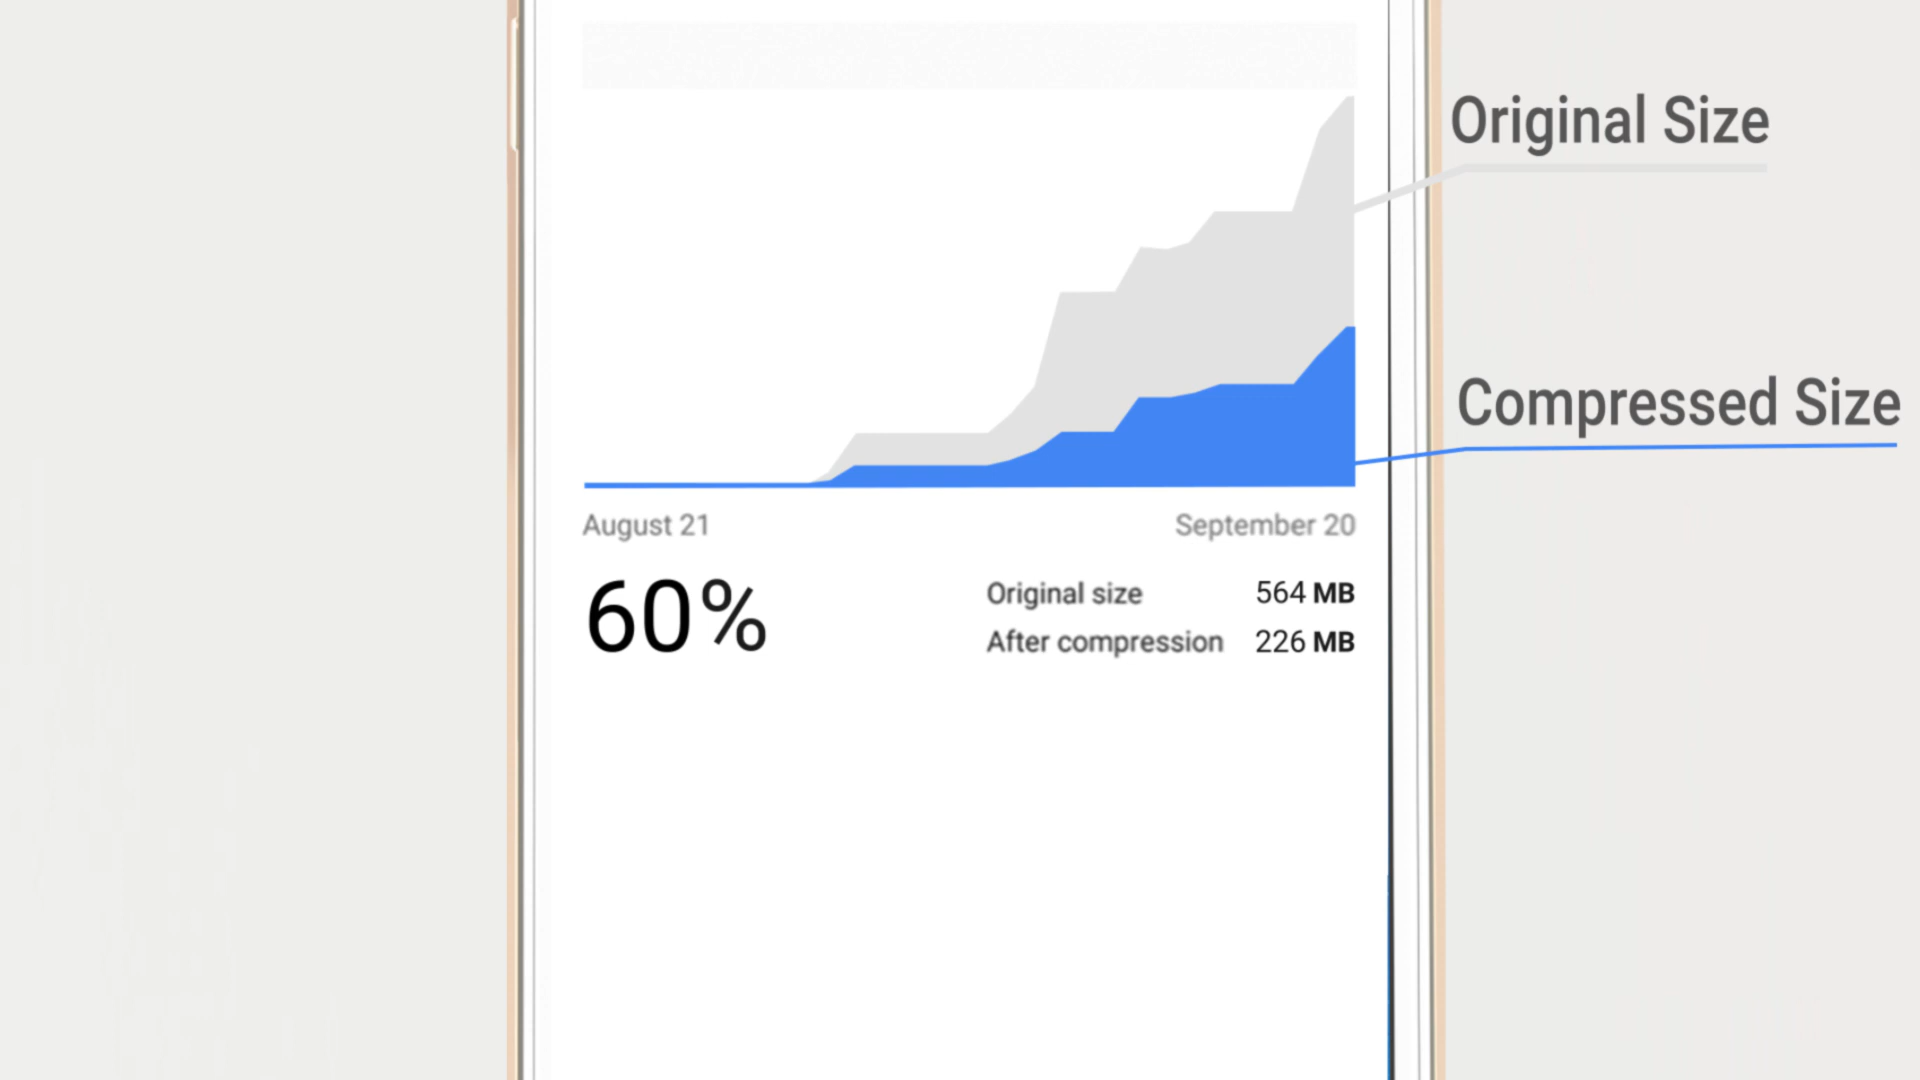 Original Size
Compressed Size
August 21 September 20
60%
Original size 564 MB
After compression 226 MB